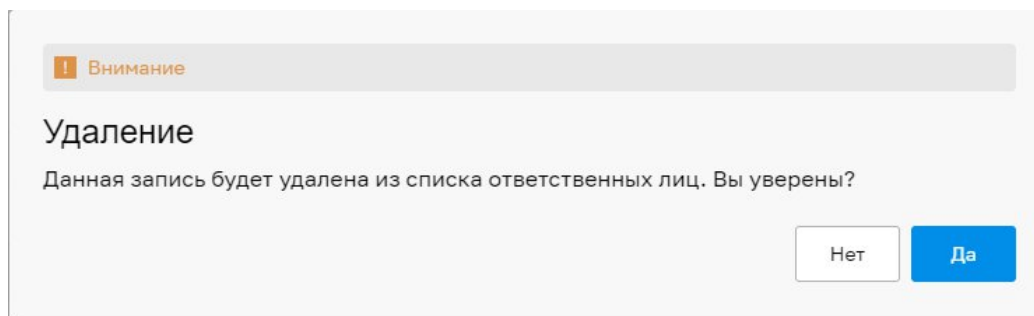 ! Внимание
Удаление
Данная запись будет удалена из списка ответственных лиц. Вы уверены?
Нет Да